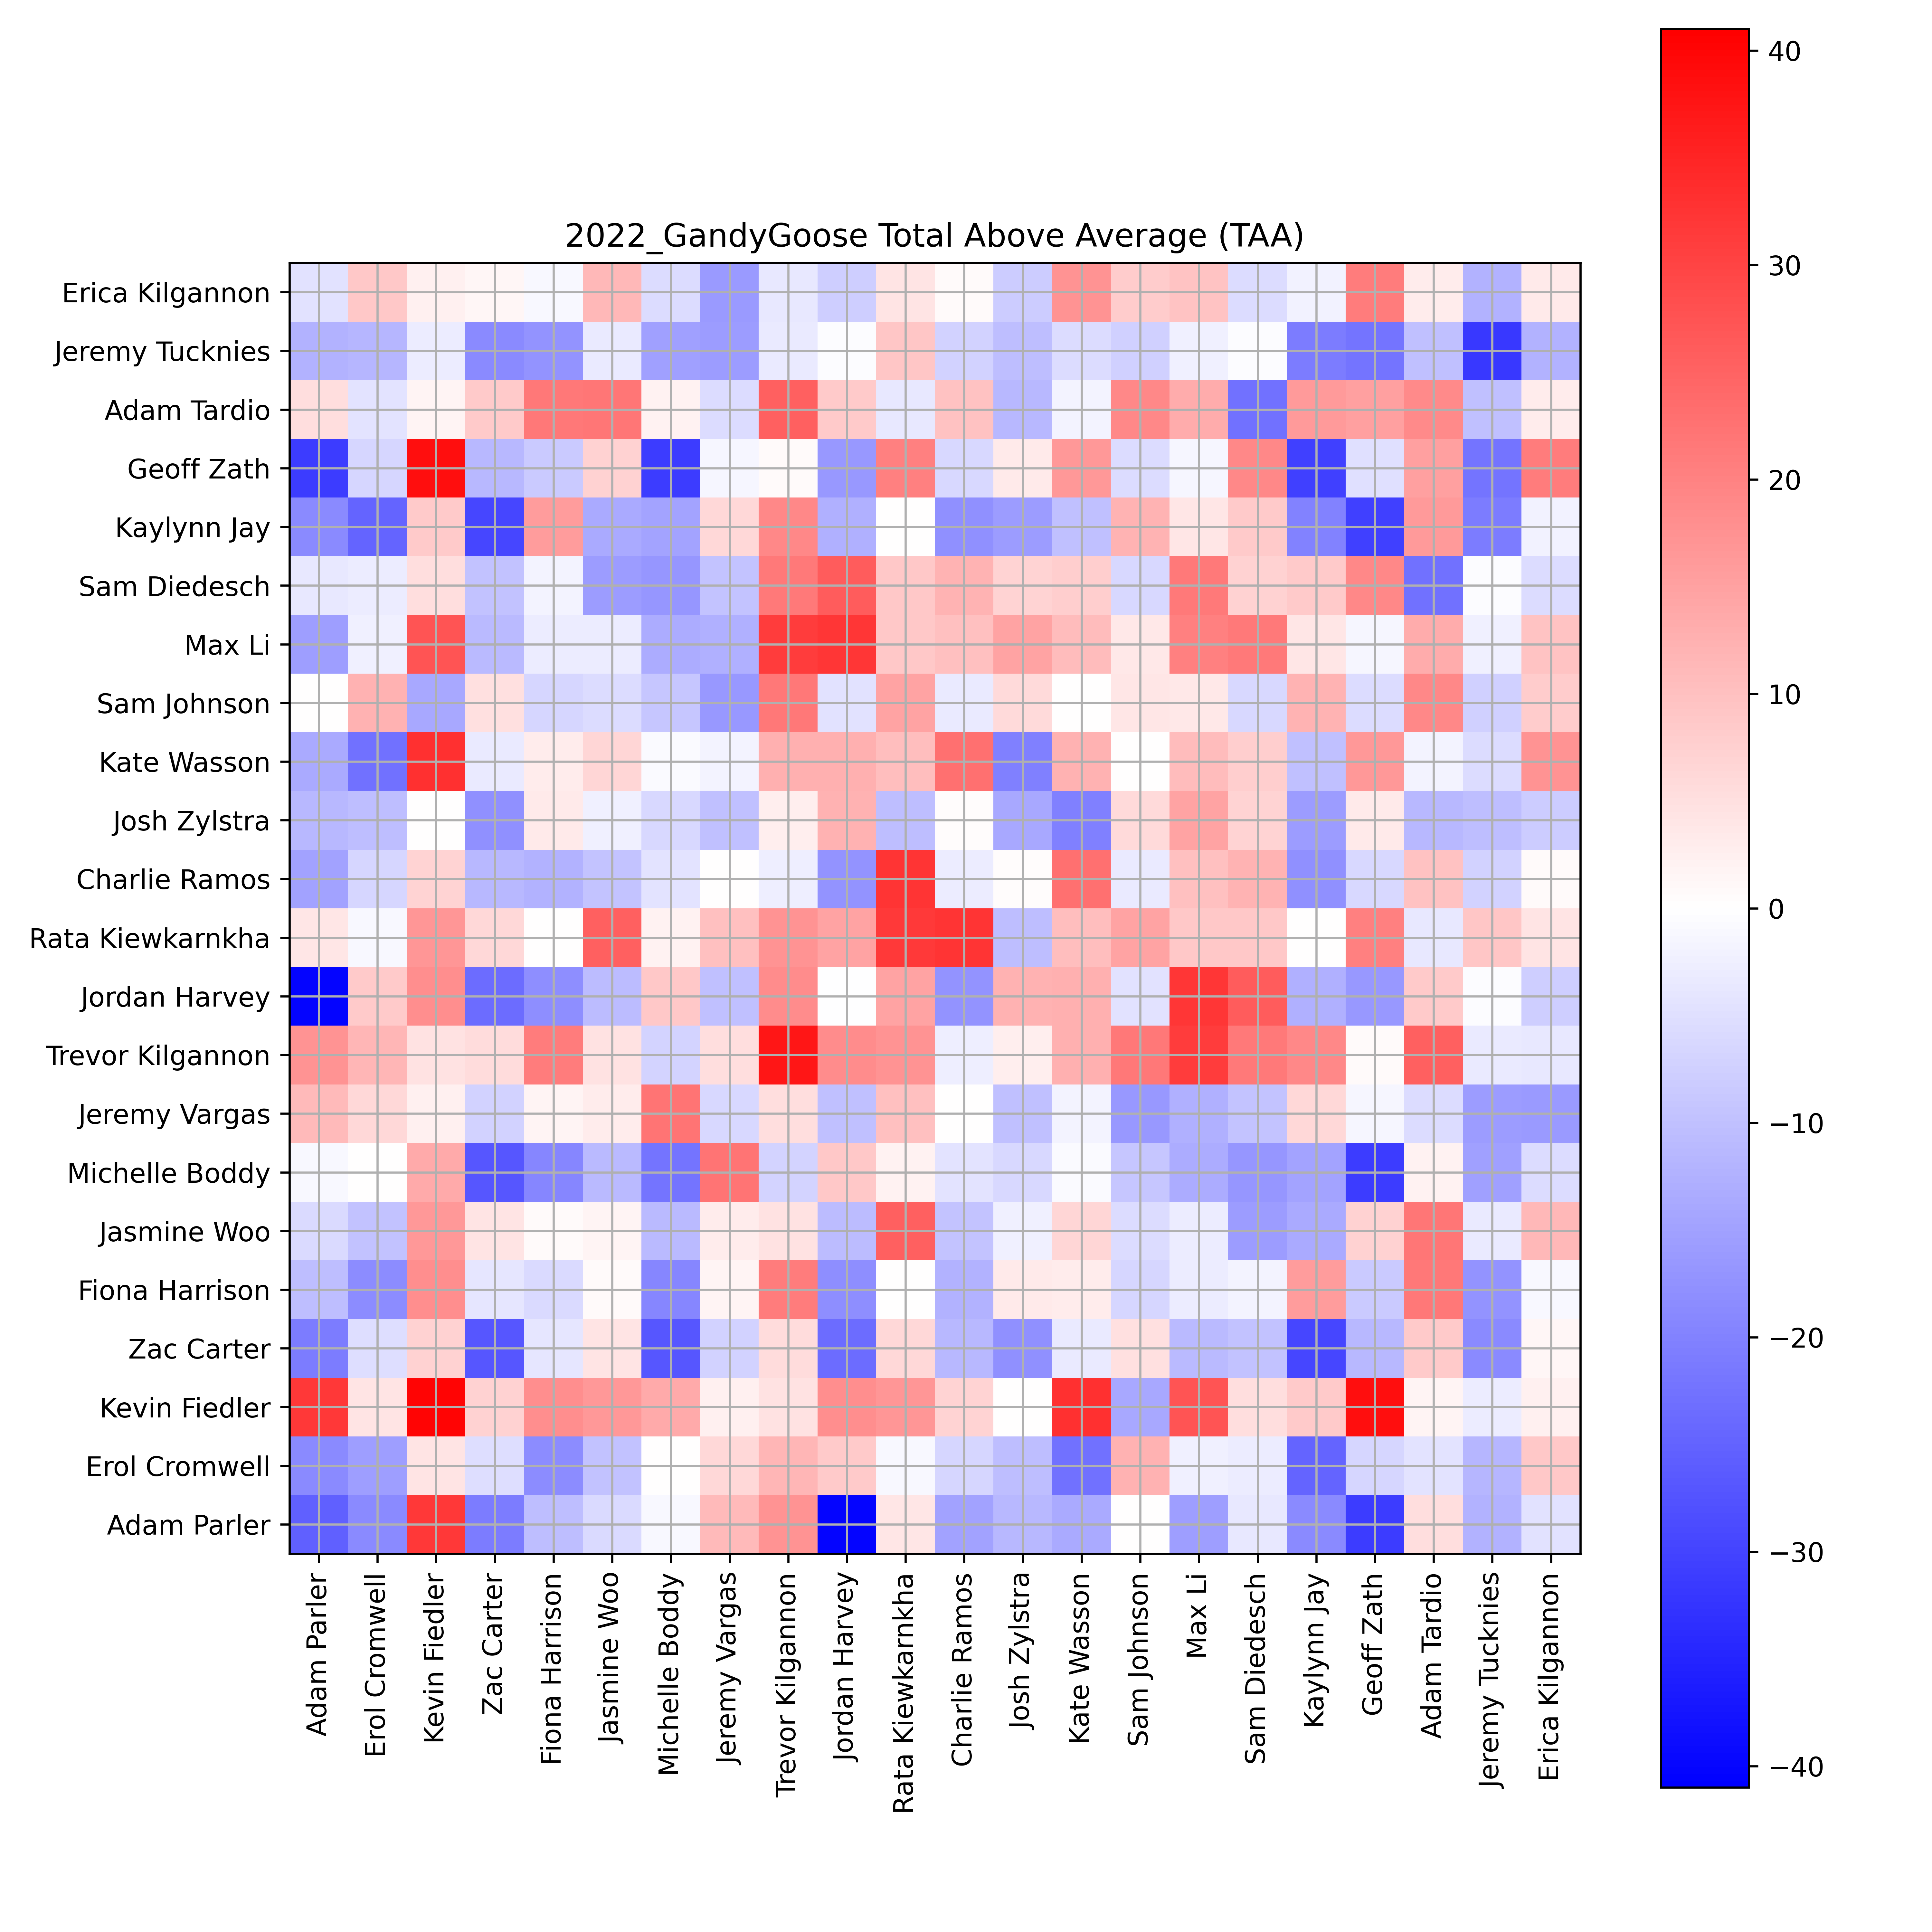 2022_GandyGoose Total Above Average (TAA)
Erica Kilgannon
Jeremy Tucknies
Adam Tardio
Geoff Zath
Kaylynn Jay
Sam Diedesch
Max Li
Sam Johnson
Kate Wasson
Josh Zylstra
Charlie Ramos
Rata Kiewkarnkha
Jordan Harvey
Trevor Kilgannon
Jeremy Vargas
Michelle Boddy
Jasmine Woo
Fiona Harrison
Zac Carter
Kevin Fiedler
Erol Cromwell
Adam Parler
Adam Parler
Erol Cromwell
Kevin Fiedler
Zac Carter
Fiona Harrison
Jasmine Woo
Michelle Boddy
Jeremy Vargas
Trevor Kilgannon
Jordan Harvey
Rata Kiewkarnkha
Charlie Ramos
Josh Zylstra
Kate Wasson
Sam Johnson
Max Li
Sam Diedesch
Kaylynn Jay
Geoff Zath
Adam Tardio
Jeremy Tucknies
Erica Kilgannon
40
30
20
10
0
−10
−20
−30
−40